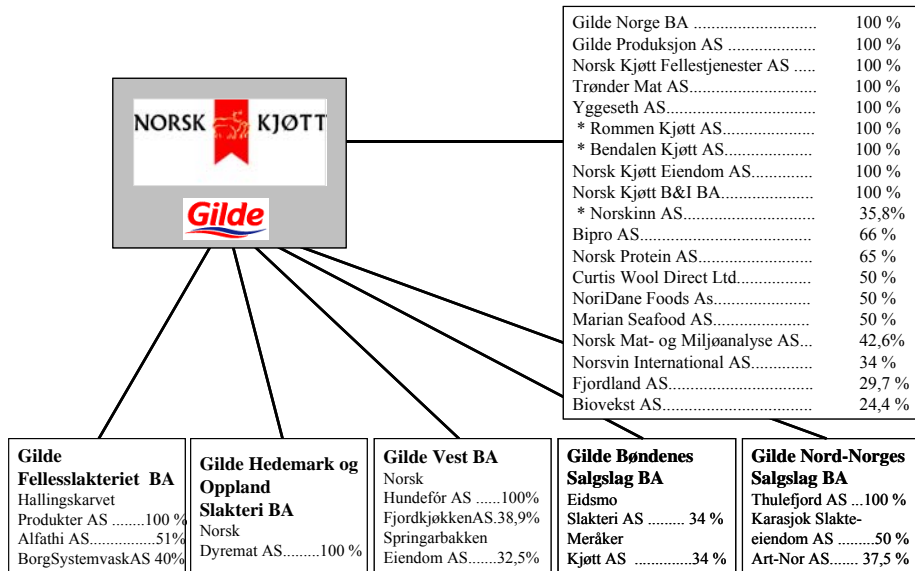 NORSK KJØTT
Gilde
Gilde Norge BA ........................ 100 %
Gilde Produksjon AS ................. 100 %
Norsk Kjøtt Fellestjenester AS ..... 100 %
Trønder Mat AS........................ 100 %
Yggeseth AS............................. 100 %
* Rommen Kjøtt AS................. 100 %
* Bendalen Kjøtt AS................ 100 %
Norsk Kjøtt Eiendom AS............. 100 %
Norsk Kjøtt B&I BA.................. 100 %
* Norskinn AS........................ 35,8%
Bipro AS.................................. 66 %
Norsk Protein AS...................... 65 %
Curtis Wool Direct Ltd............... 50 %
NoriDane Foods As.................... 50 %
Marian Seafood AS.................... 50 %
Norsk Mat- og Miljøanalyse AS... 42,6%
Norsvin International AS............. 34 %
Fjordland AS............................. 29,7 %
Biovekst AS.............................. 24,4 %
Gilde
Fellesslakteriet BA
Hallingskarvet
Produkter AS ........100 %
Alfathi AS................51%
BorgSystemvaskAS 40%
Gilde Hedemark og
Oppland
Slakteri BA
Norsk
Dyremat AS.........100 %
Gilde Vest BA
Norsk
Hundefór AS .....100%
FjordkjøkkenAS.38,9%
Springarbakken
Eiendom AS.....32,5%
Gilde Bøndenes
Salgslag BA
Eidsmo
Slakteri AS ......... 34 %
Meråker
Kjøtt AS ............34 %
Gilde Nord-Norges
Salgslag BA
Thulefjord AS ...100 %
Karasjok Slakte-
eiendom AS ........50 %
Art-Nor AS....... 37,5 %